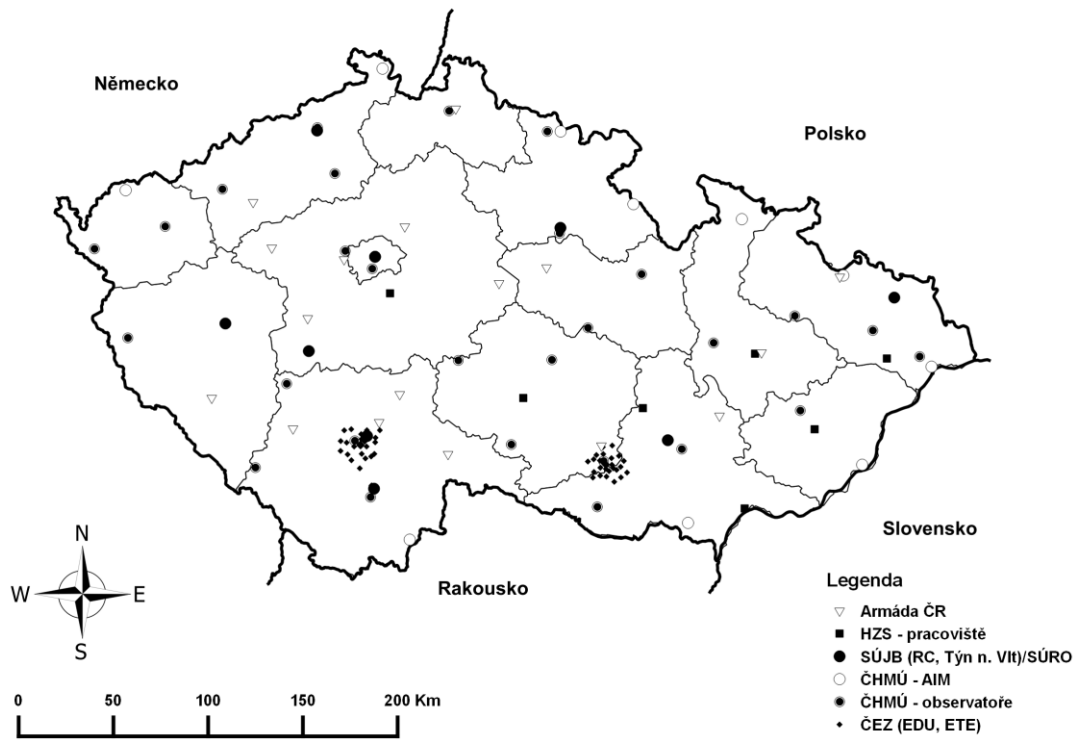 Německo
Polsko
Slovensko
Rakousko
N
W
E
S
0 50 100 150 200 Km
Legenda
Armáda ČR
HZS - pracoviště
SÚJB (RC, Týn n. Vlt)/SÚRO
ČHMÚ - AIM
ČHMÚ - observatoře
ČEZ (EDU, ETE)